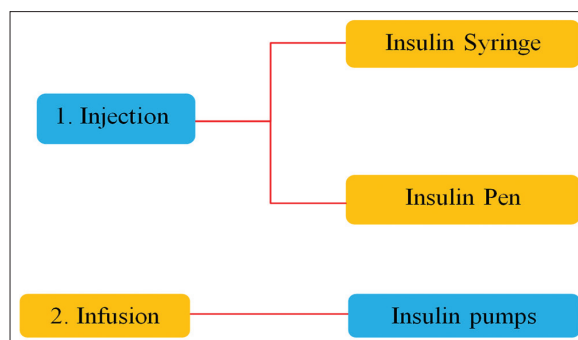 Insulin Syringe
1. Injection
Insulin Pen
2. Infusion
Insulin pumps